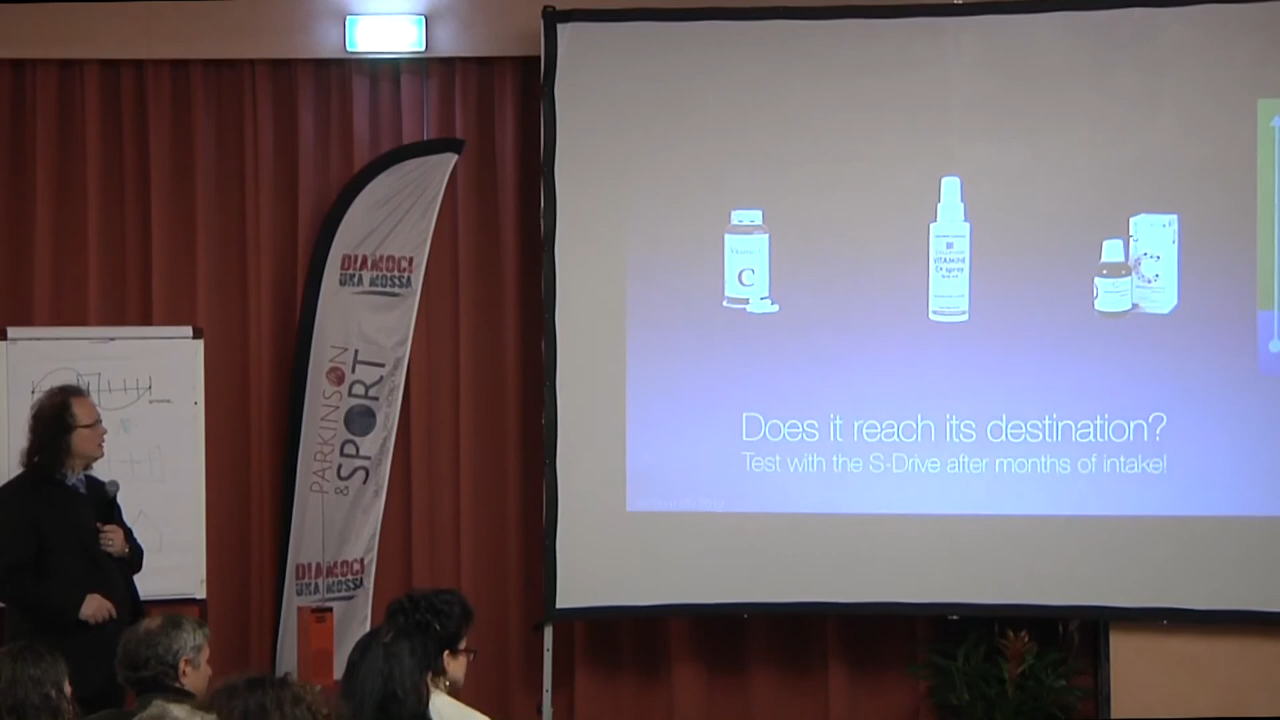 DIAMOCI
UNA MOSSA
PARKINSON
& SPORT
DIAMOCI
UNA MOSSA
C
VITAMINE
C+ spray
C
Does it reach its destination?
Test with the S-Drive after months of intake!